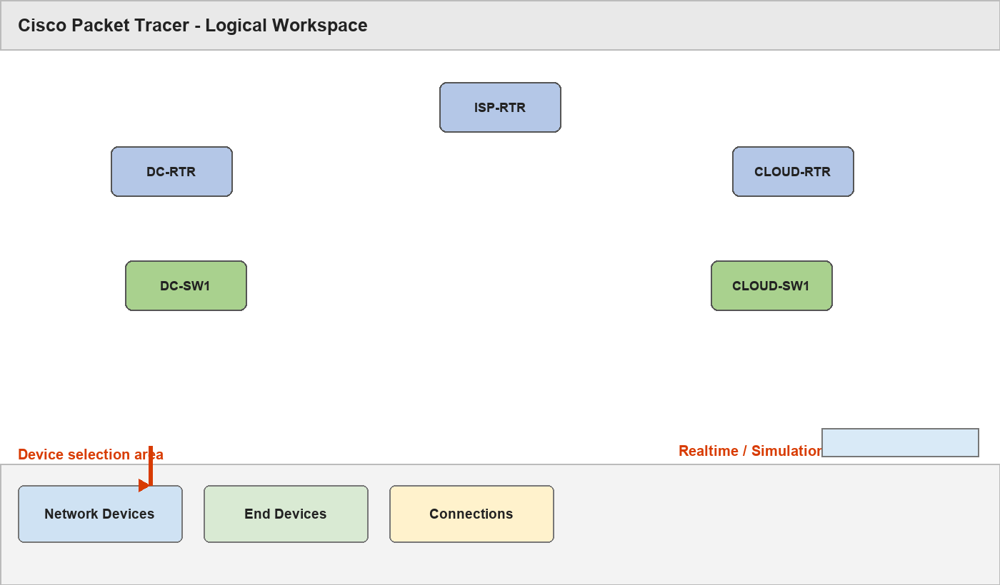 Cisco Packet Tracer - Logical Workspace
ISP-RTR
DC-RTR
CLOUD-RTR
DC-SW1
CLOUD-SW1
Device selection area
Realtime / Simulation
Network Devices
End Devices
Connections